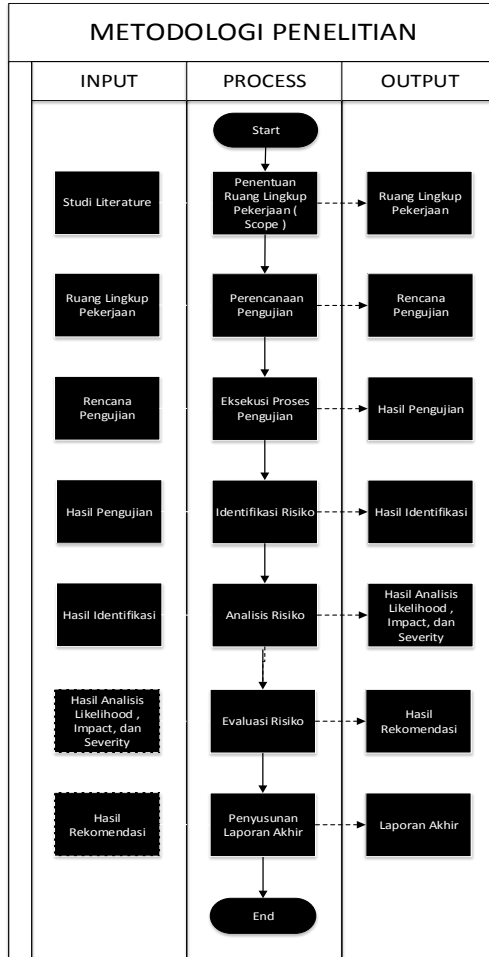 METODOLOGI PENELITIAN
INPUT
PROCESS
OUTPUT
Start
Studi Literature
Penentuan
Ruang Lingkup
Pekerjaan (
Scope )
Ruang Lingkup
Pekerjaan
Ruang Lingkup
Pekerjaan
Perencanaan
Pengujian
Rencana
Pengujian
Rencana
Pengujian
Eksekusi Proses
Pengujian
Hasil Pengujian
Hasil Pengujian
Identifikasi Risiko
Hasil Identifikasi
Hasil Identifikasi
Analisis Risiko
Hasil Analisis
Likelihood ,
Impact, dan
Severity
Hasil Analisis
Likelihood ,
Impact, dan
Severity
Evaluasi Risiko
Hasil
Rekomendasi
Hasil
Rekomendasi
Penyusunan
Laporan Akhir
Laporan Akhir
End